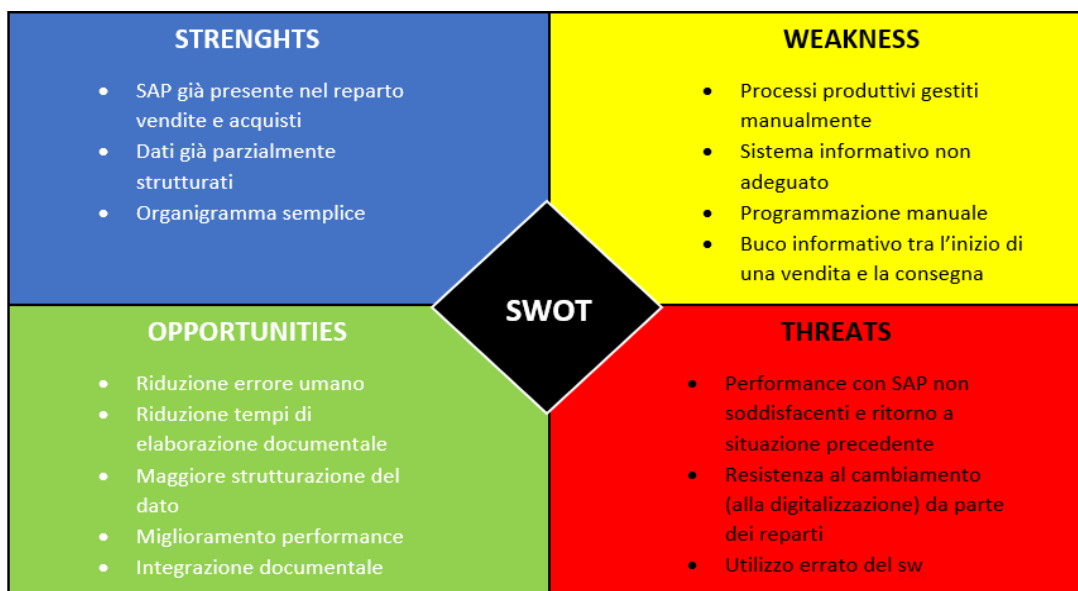 STRENGHTS
• SAP già presente nel reparto
vendite e acquisti
• Dati già parzialmente
strutturati
• Organigramma semplice
WEAKNESS
• Processi produttivi gestiti
manualmente
• Sistema informativo non
adeguato
• Programmazione manuale
• Buco informativo tra l’inizio di
una vendita e la consegna
SWOT
OPPORTUNITIES
• Riduzione errore umano
• Riduzione tempi di
elaborazione documentale
• Maggiore strutturazione del
dato
• Miglioramento performance
• Integrazione documentale
THREATS
• Performance con SAP non
soddisfacenti e ritorno a
situazione precedente
• Resistenza al cambiamento
(alla digitalizzazione) da parte
dei reparti
• Utilizzo errato del sw